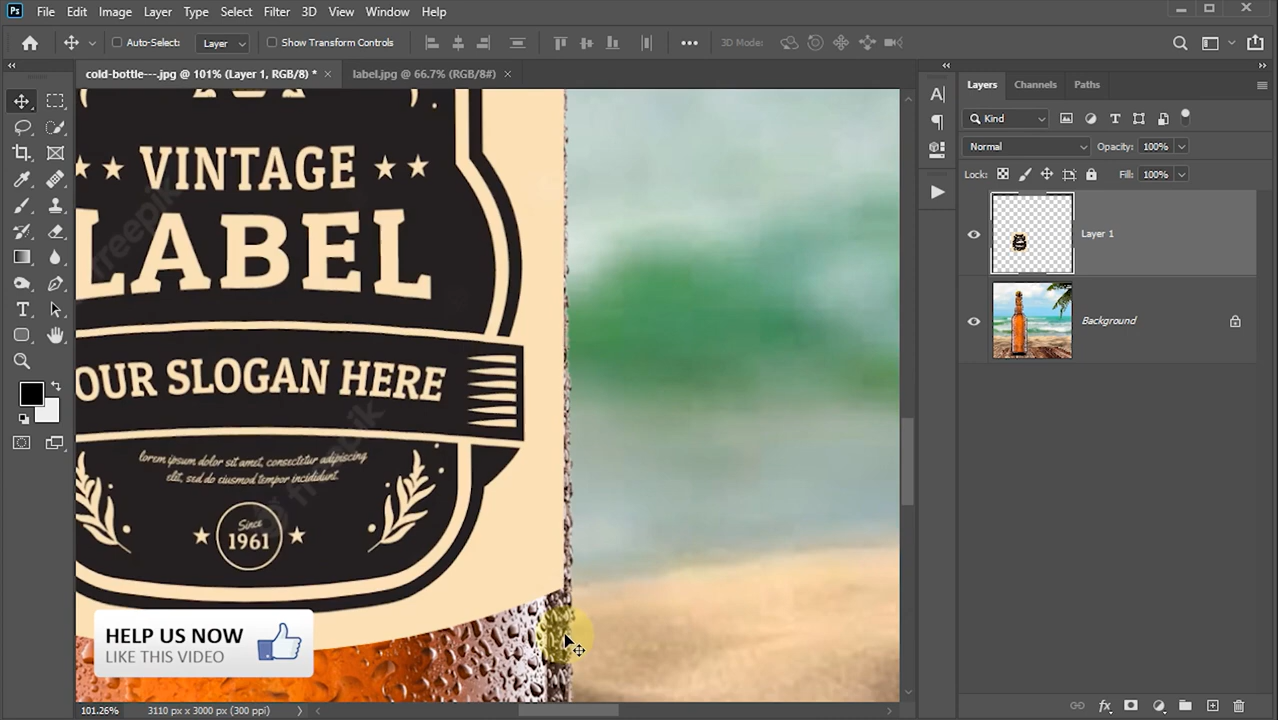 File Edit Image Layer Type Select Filter 3D View Window Help
Auto-Select: Layer Show Transform Controls 3D Mode:
cold-bottle---.jpg @ 101% (Layer 1, RGB/8) * × label.jpg @ 66.7% (RGB/8#) ×
Layers Channels Paths
Kind
Normal Opacity: 100%
Lock: Fill: 100%
Layer 1
Background
VINTAGE
LABEL
OUR SLOGAN HERE
lorem ipsum dolor sit amet, consectetur adipiscing
elit, sed do eiusmod tempor incididunt.
Since
1961
freepik
freepik
HELP US NOW
LIKE THIS VIDEO
101.26% 3110 px x 3000 px (300 ppi)